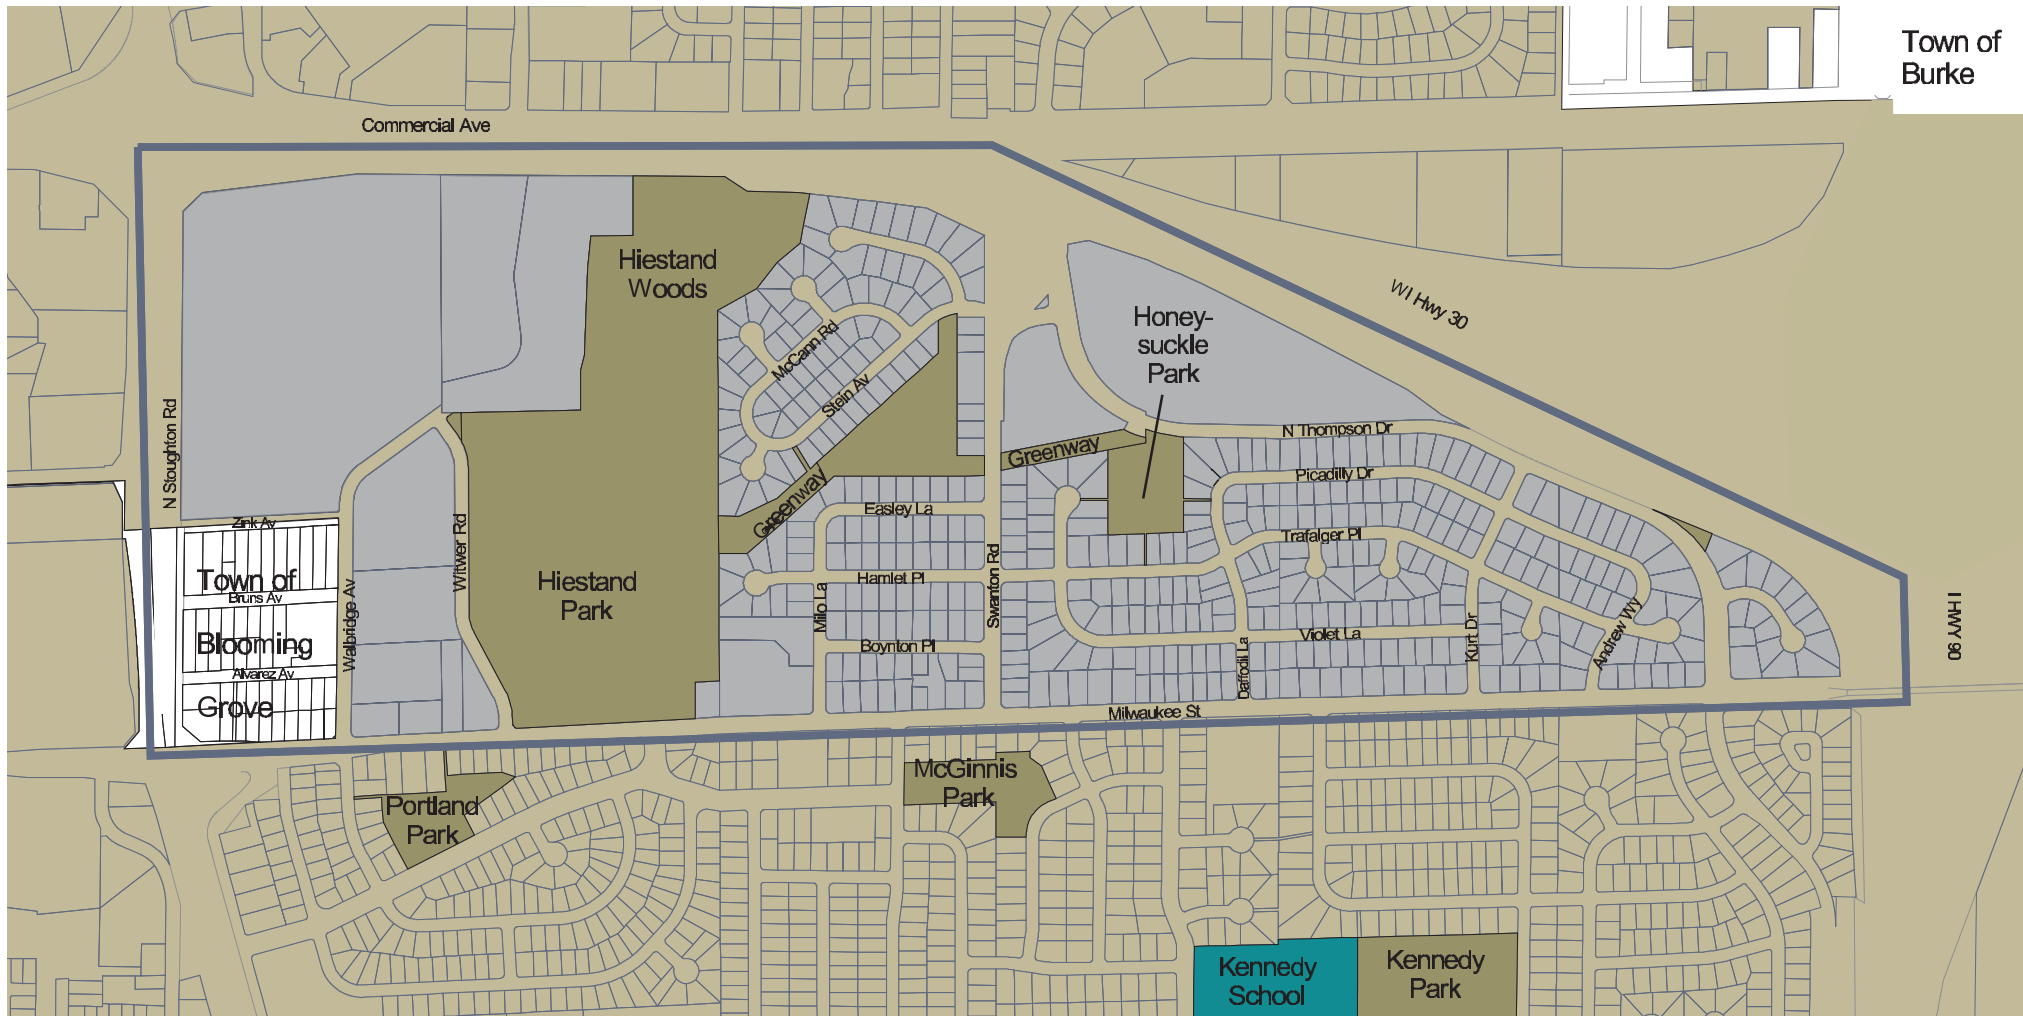 Town of
Burke
Commercial Ave
Hiestand
Woods
WI Hwy 30
Honey-
suckle
Park
McCann Rd
Stein Av
N Stoughton Rd
N Thompson Dr
Greenway
Picadilly Dr
Greenway
Easley La
Zink Av
Witwer Rd
Trafalger Pl
Swanton Rd
Town of
Bruns Av
Hiestand
Park
Hamlet Pl
Milo La
Walbridge Av
Blooming
Boynton Pl
Violet La
Kurt Dr
Andrew Wy
I HWY 90
Alvarez Av
Daffodil La
Grove
Milwaukee St
McGinnis
Park
Portland
Park
Kennedy
School
Kennedy
Park